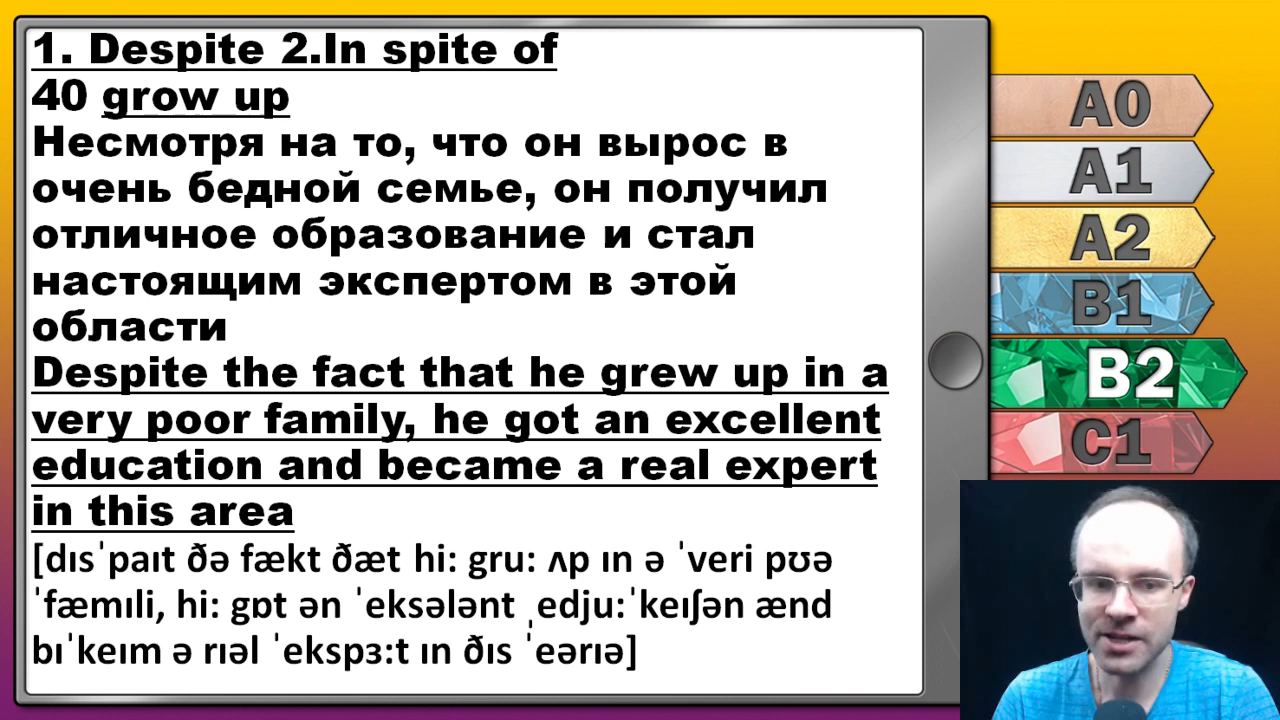 1. Despite 2.In spite of
40 grow up
Несмотря на то, что он вырос в
очень бедной семье, он получил
отличное образование и стал
настоящим экспертом в этой
области
Despite the fact that he grew up in a
very poor family, he got an excellent
education and became a real expert
in this area
[dɪsˈpaɪt ðə fækt ðæt hi: gru: ʌp ɪn ə ˈveri pʊə
ˈfæmɪli, hi: gɒt ən ˈeksələnt ˌedju:ˈkeɪʃən ænd
bɪˈkeɪm ə rɪəl ˈekspɜ:t ɪn ðɪs ˈeərɪə]
A0
A1
A2
B1
B2
C1